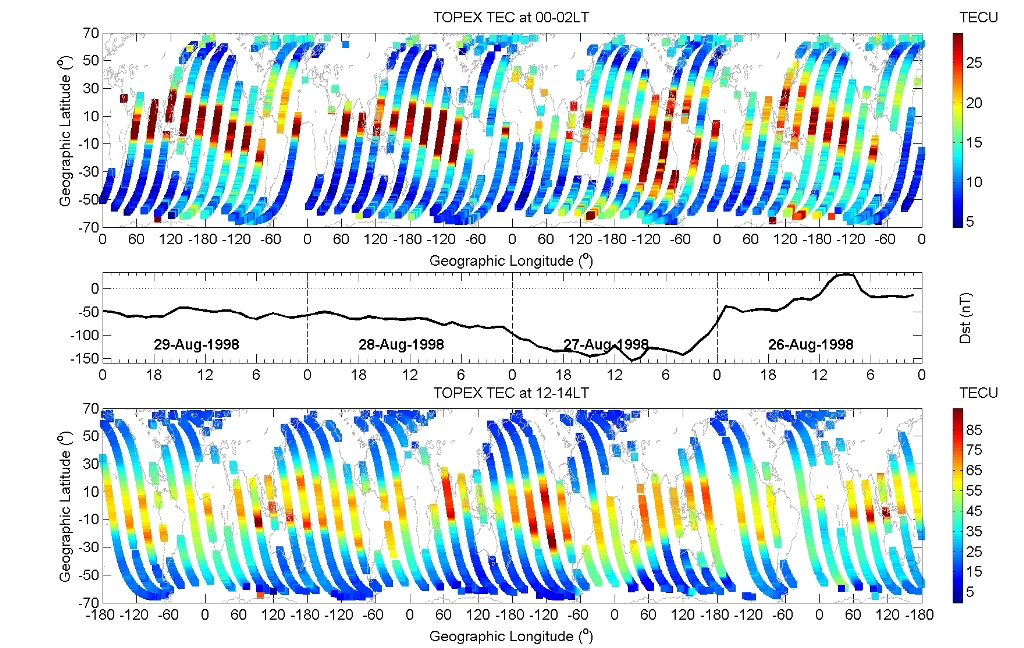 TOPEX TEC at 00-02LT
TECU
70
50
30
10
-10
-30
-50
-70
Geographic Latitude (°)
25
20
15
10
5
0 60 120 -180 -120 -60 0 60 120 -180 -120 -60 0 60 120 -180 -120 -60 0 60 120 -180 -120 -60 0
Geographic Longitude (°)
0
-50
-100
-150
Dst (nT)
29-Aug-1998 28-Aug-1998 27-Aug-1998 26-Aug-1998
0 18 12 6 0 18 12 6 0 18 12 6 0 18 12 6 0
TOPEX TEC at 12-14LT
TECU
70
50
30
10
-10
-30
-50
-70
Geographic Latitude (°)
85
75
65
55
45
35
25
15
5
-180 -120 -60 0 60 120 -180 -120 -60 0 60 120 -180 -120 -60 0 60 120 -180 -120 -60 0 60 120 180
Geographic Longitude (°)